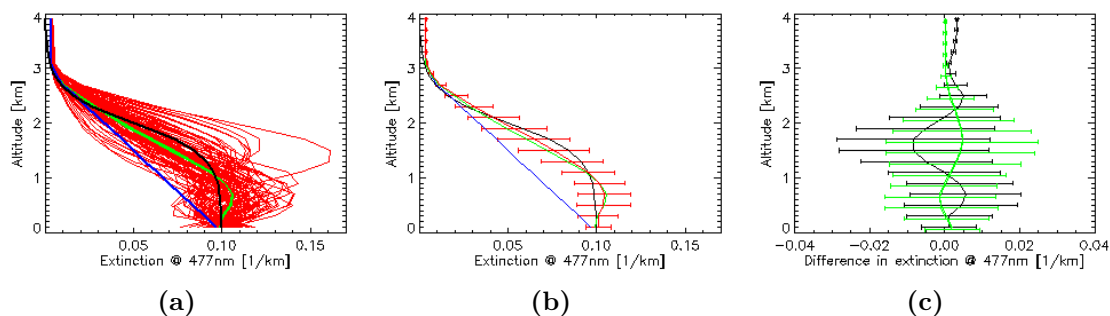 4
3
2
1
0
Altitude [km]
0.05 0.10 0.15
Extinction @ 477nm [1/km]
(a)
4
3
2
1
0
Altitude [km]
0.05 0.10 0.15
Extinction @ 477nm [1/km]
(b)
4
3
2
1
0
Altitude [km]
-0.04 -0.02 0.00 0.02 0.04
Difference in extinction @ 477nm [1/km]
(c)